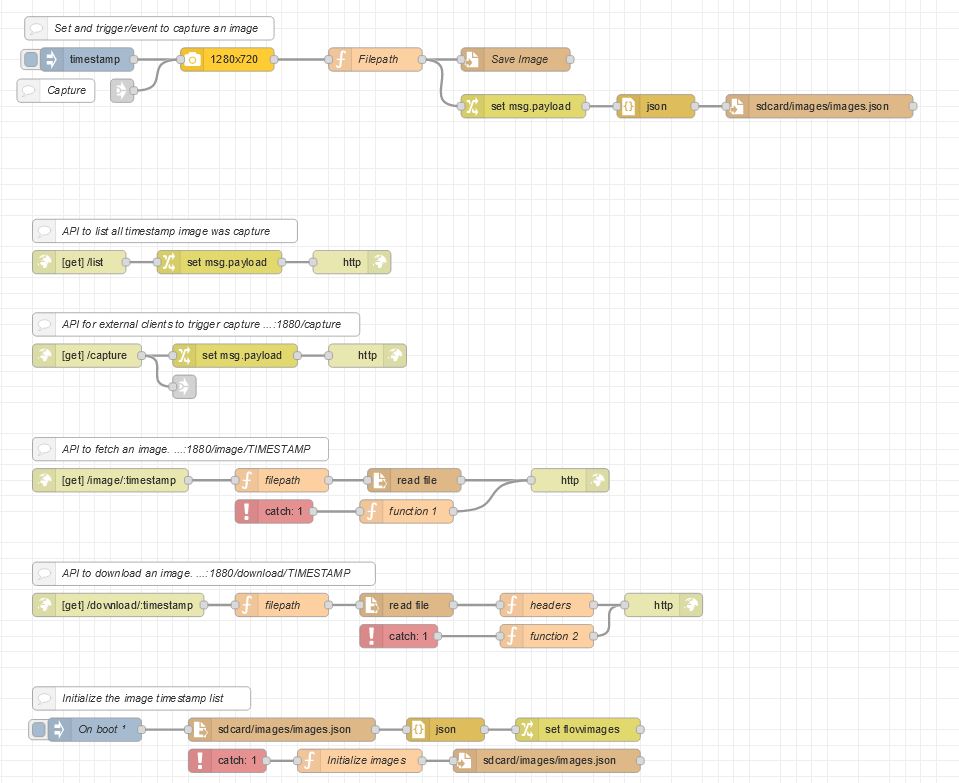 Set and trigger/event to capture an image
timestamp
1280x720
Filepath
Save Image
Capture
set msg.payload
json
sdcard/images/images.json
API to list all timestamp image was capture
[get] /list
set msg.payload
http
API for external clients to trigger capture ...:1880/capture
[get] /capture
set msg.payload
http
API to fetch an image. ...:1880/image/TIMESTAMP
[get] /image/:timestamp
filepath
read file
http
catch: 1
function 1
API to download an image. ...:1880/download/TIMESTAMP
[get] /download/:timestamp
filepath
read file
headers
http
catch: 1
function 2
Initialize the image timestamp list
On boot ¹
sdcard/images/images.json
json
set flow.images
catch: 1
Initialize images
sdcard/images/images.json